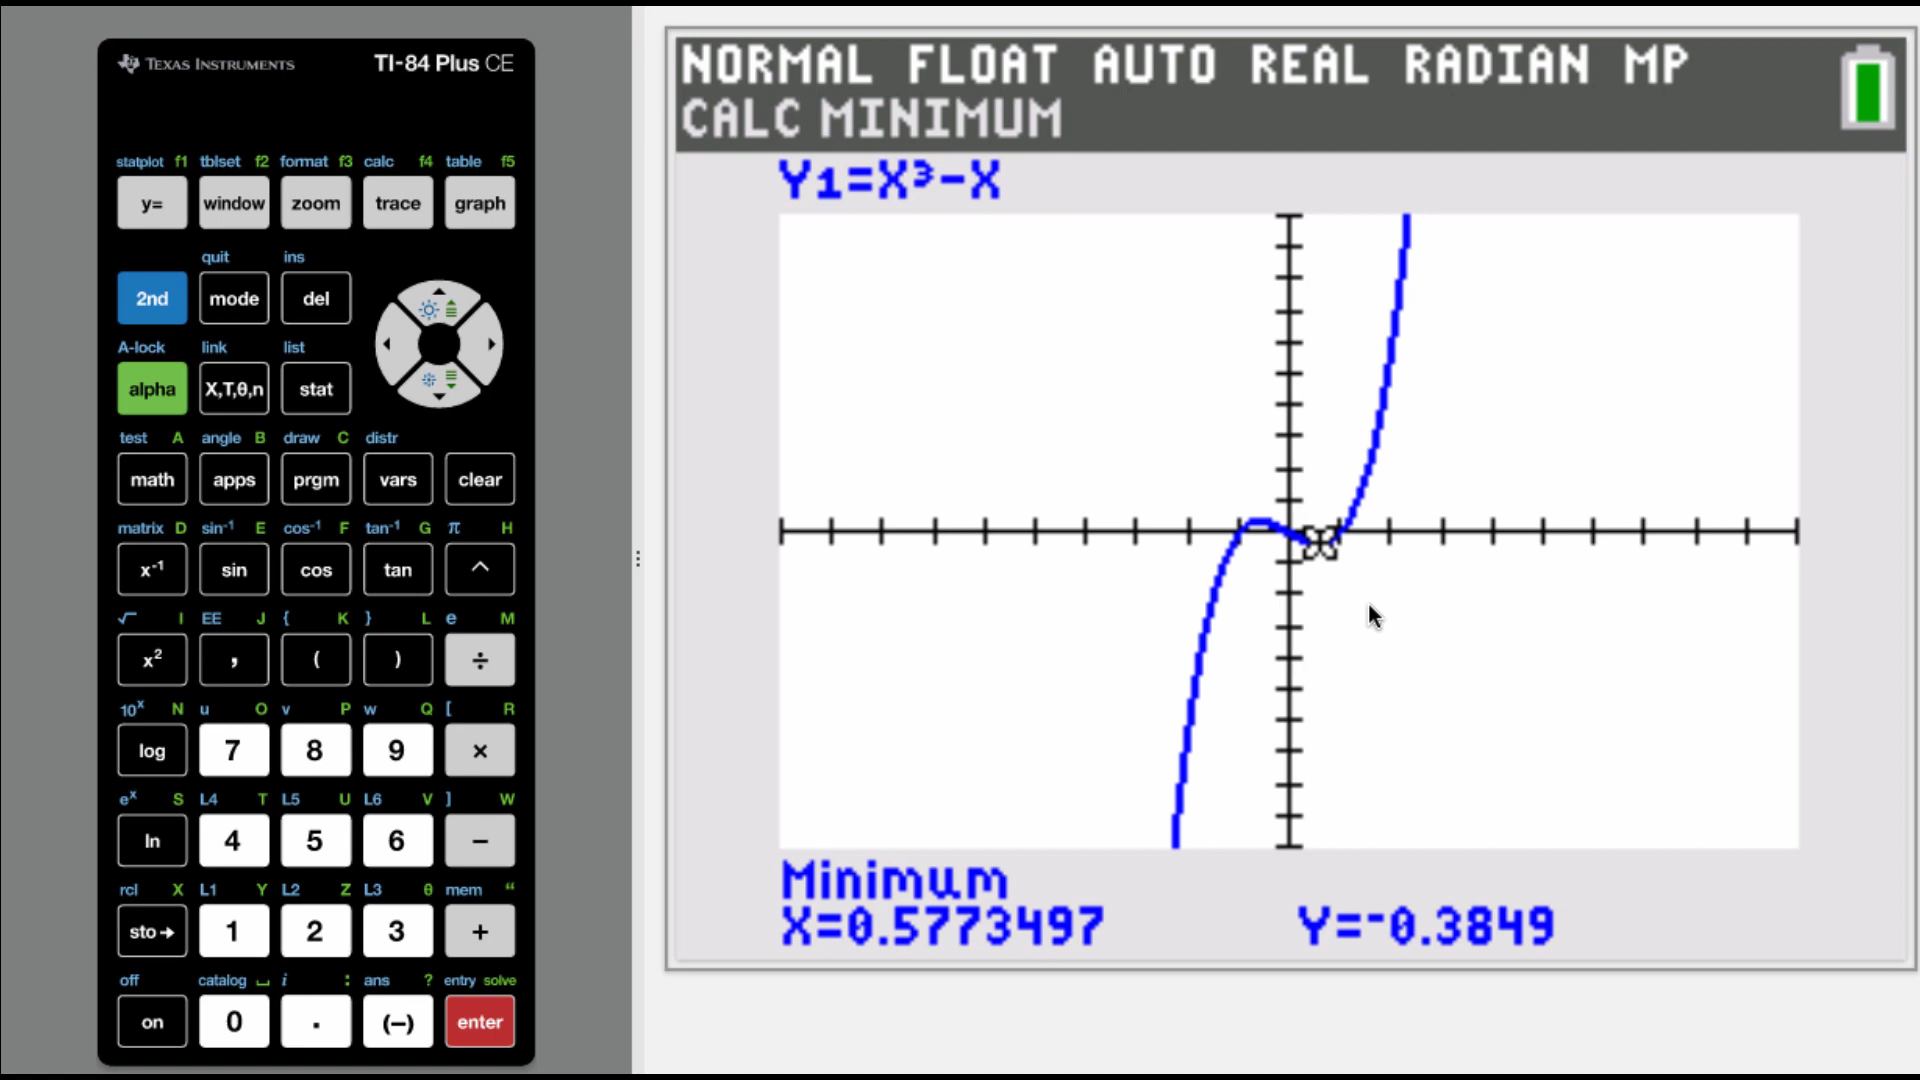 TEXAS INSTRUMENTS TI-84 Plus CE
statplot f1 tblset f2 format f3 calc f4 table f5
y= window zoom trace graph
quit ins
2nd mode del
A-lock link list
alpha X,T,θ,n stat
test A angle B draw C distr
math apps prgm vars clear
matrix D sin⁻¹ E cos⁻¹ F tan⁻¹ G π H
x⁻¹ sin cos tan ^
√ I EE J { K } L e M
x² , ( ) ÷
10ˣ N u O v P w Q [ R
log 7 8 9 ×
eˣ S L4 T L5 U L6 V ] W
ln 4 5 6 −
rcl X L1 Y L2 Z L3 θ mem “
sto→ 1 2 3 +
off catalog ⎵ i : ans ? entry solve
on 0 . (−) enter
NORMAL FLOAT AUTO REAL RADIAN MP
CALC MINIMUM
Y1=X³-X
Minimum
X=0.5773497 Y=-0.3849